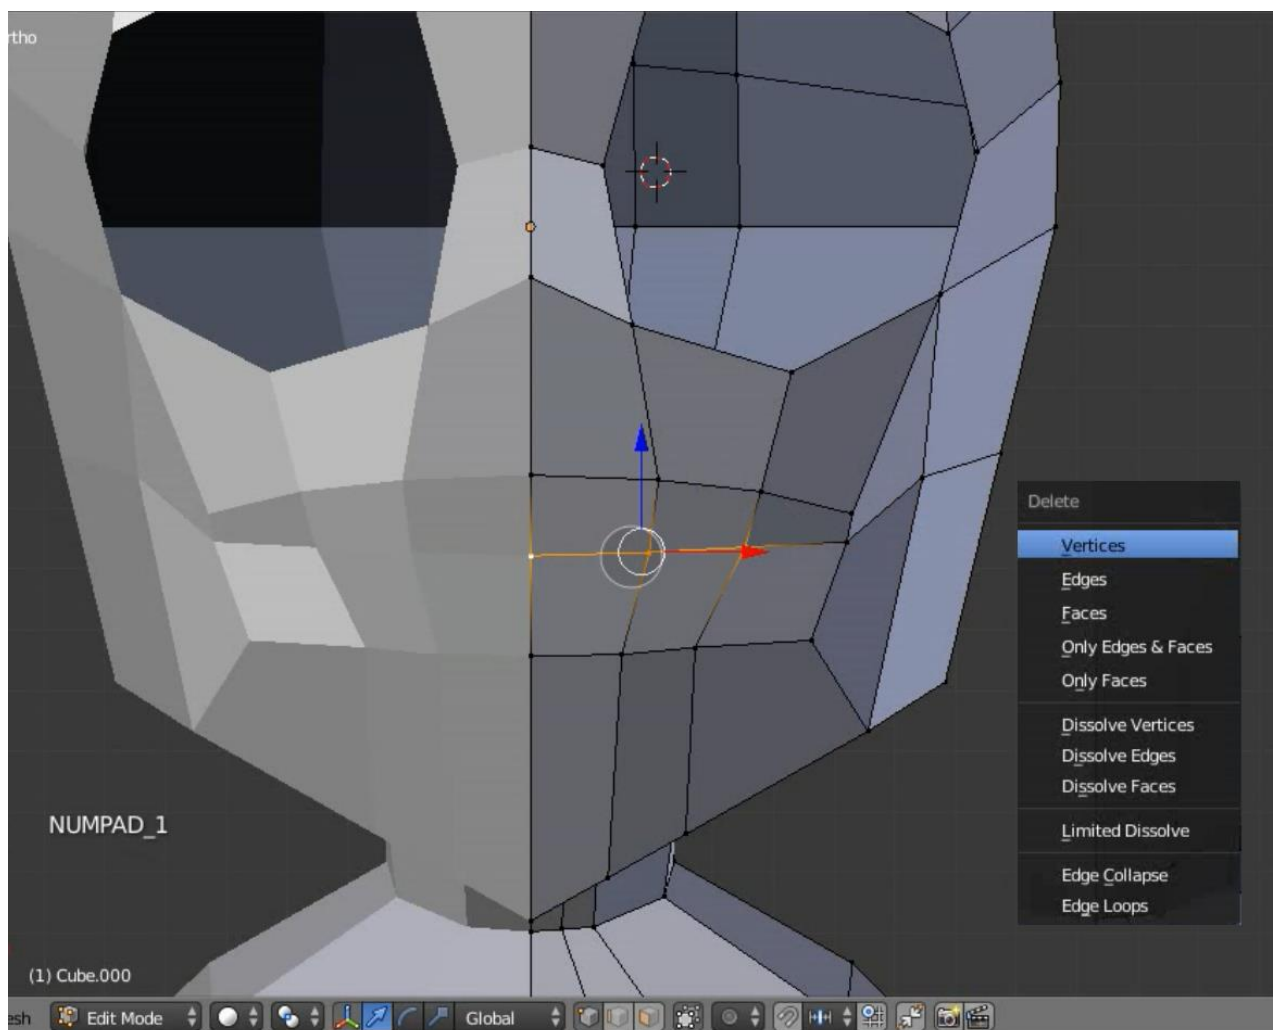 rtho
Delete
Vertices
Edges
Faces
Only Edges & Faces
Only Faces
Dissolve Vertices
Dissolve Edges
Dissolve Faces
Limited Dissolve
Edge Collapse
Edge Loops
NUMPAD_1
(1) Cube.000
esh Edit Mode Global